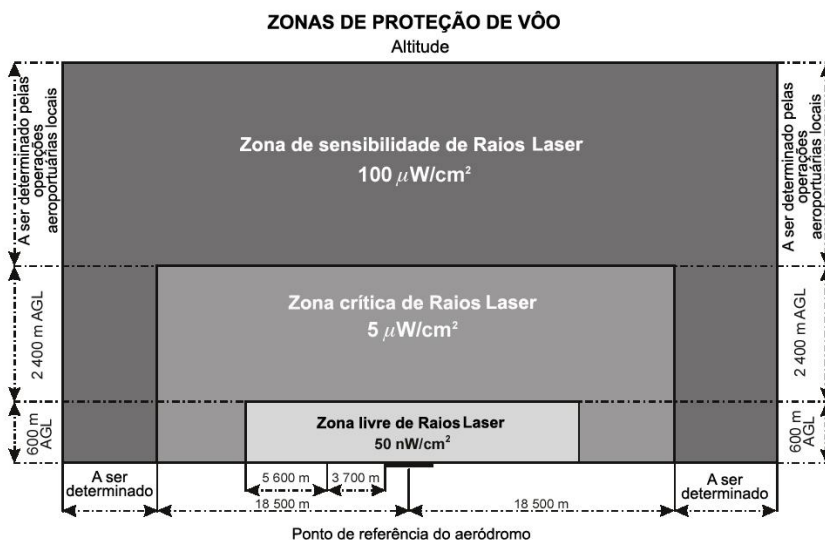 ZONAS DE PROTEÇÃO DE VÔO
Altitude
A ser determinado pelas
operações
aeroportuárias locais
A ser determinado pelas
operações
aeroportuárias locais
Zona de sensibilidade de Raios Laser
100 μW/cm²
Zona crítica de Raios Laser
5 μW/cm²
2 400 m AGL
2 400 m AGL
Zona livre de Raios Laser
50 nW/cm²
600 m
AGL
600 m
AGL
A ser
determinado
5 600 m
3 700 m
A ser
determinado
18 500 m
18 500 m
Ponto de referência do aeródromo